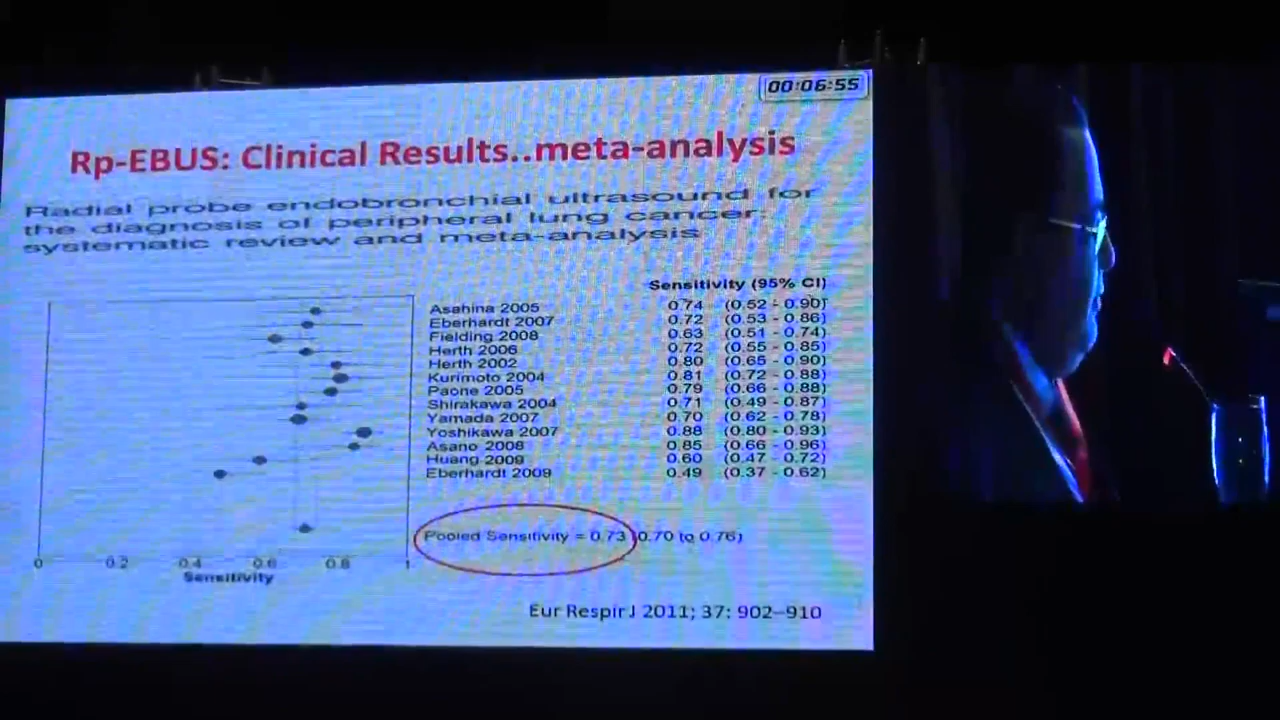 00:06:55
Rp-EBUS: Clinical Results..meta-analysis
Radial probe endobronchial ultrasound for
the diagnosis of peripheral lung cancer:
systematic review and meta-analysis
Sensitivity (95% CI)
Asahina 2005 0.74 (0.52 - 0.90)
Eberhardt 2007 0.72 (0.53 - 0.86)
Fielding 2008 0.63 (0.51 - 0.74)
Herth 2006 0.72 (0.55 - 0.85)
Herth 2002 0.80 (0.65 - 0.90)
Kurimoto 2004 0.81 (0.72 - 0.88)
Paone 2005 0.79 (0.66 - 0.88)
Shirakawa 2004 0.71 (0.49 - 0.87)
Yamada 2007 0.70 (0.62 - 0.78)
Yoshikawa 2007 0.88 (0.80 - 0.93)
Asano 2008 0.85 (0.66 - 0.96)
Huang 2009 0.60 (0.47 - 0.72)
Eberhardt 2009 0.49 (0.37 - 0.62)
Pooled Sensitivity = 0.73 (0.70 to 0.76)
0 0.2 0.4 0.6 0.8 1
Sensitivity
Eur Respir J 2011; 37: 902–910